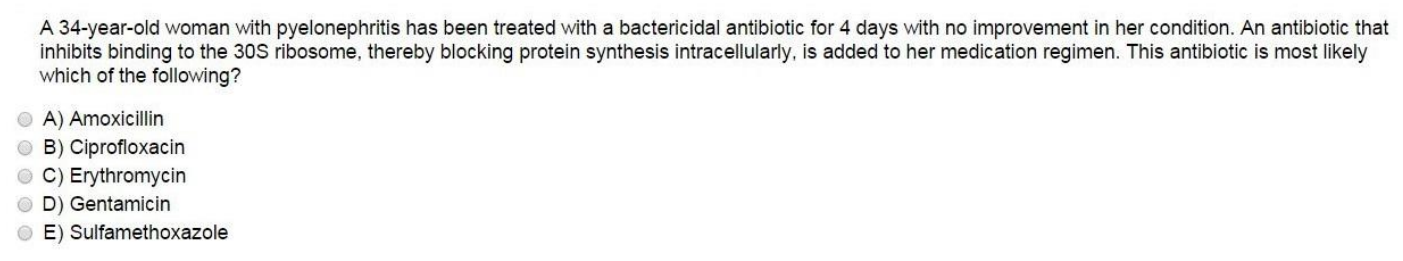 A 34-year-old woman with pyelonephritis has been treated with a bactericidal antibiotic for 4 days with no improvement in her condition. An antibiotic that
inhibits binding to the 30S ribosome, thereby blocking protein synthesis intracellularly, is added to her medication regimen. This antibiotic is most likely
which of the following?
A) Amoxicillin
B) Ciprofloxacin
C) Erythromycin
D) Gentamicin
E) Sulfamethoxazole